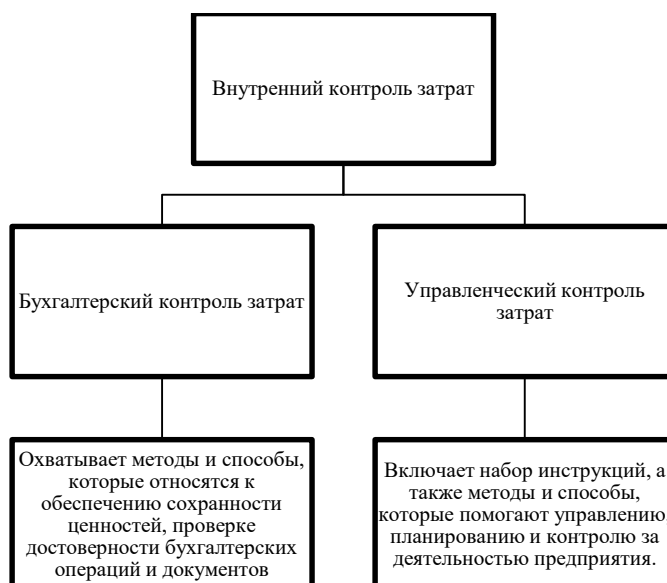 Внутренний контроль затрат
Бухгалтерский контроль затрат
Управленческий контроль
затрат
Охватывает методы и способы,
которые относятся к
обеспечению сохранности
ценностей, проверке
достоверности бухгалтерских
операций и документов
Включает набор инструкций, а
также методы и способы,
которые помогают управлению,
планированию и контролю за
деятельностью предприятия.